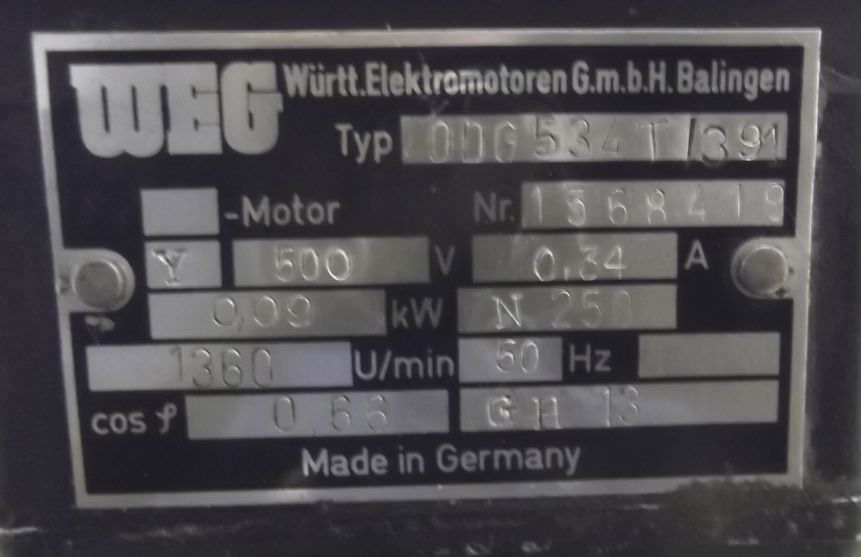 WEG Württ.Elektromotoren G.m.b.H. Balingen
Typ ODG 534 T/391
-Motor Nr. 1368419
Y 500 V 0,34 A
0,09 kW N 250
1360 U/min 50 Hz
cos φ 0,66 GH 13
Made in Germany